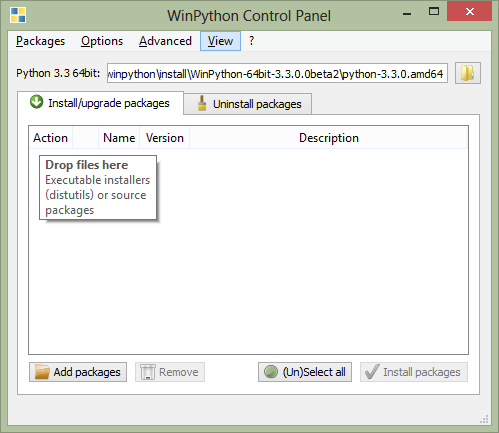 WinPython Control Panel
Packages Options Advanced View ?
Python 3.3 64bit: winpython\install\WinPython-64bit-3.3.0.0beta2\python-3.3.0.amd64
Install/upgrade packages Uninstall packages
Action Name Version Description
Drop files here
Executable installers
(distutils) or source
packages
Add packages Remove (Un)Select all Install packages